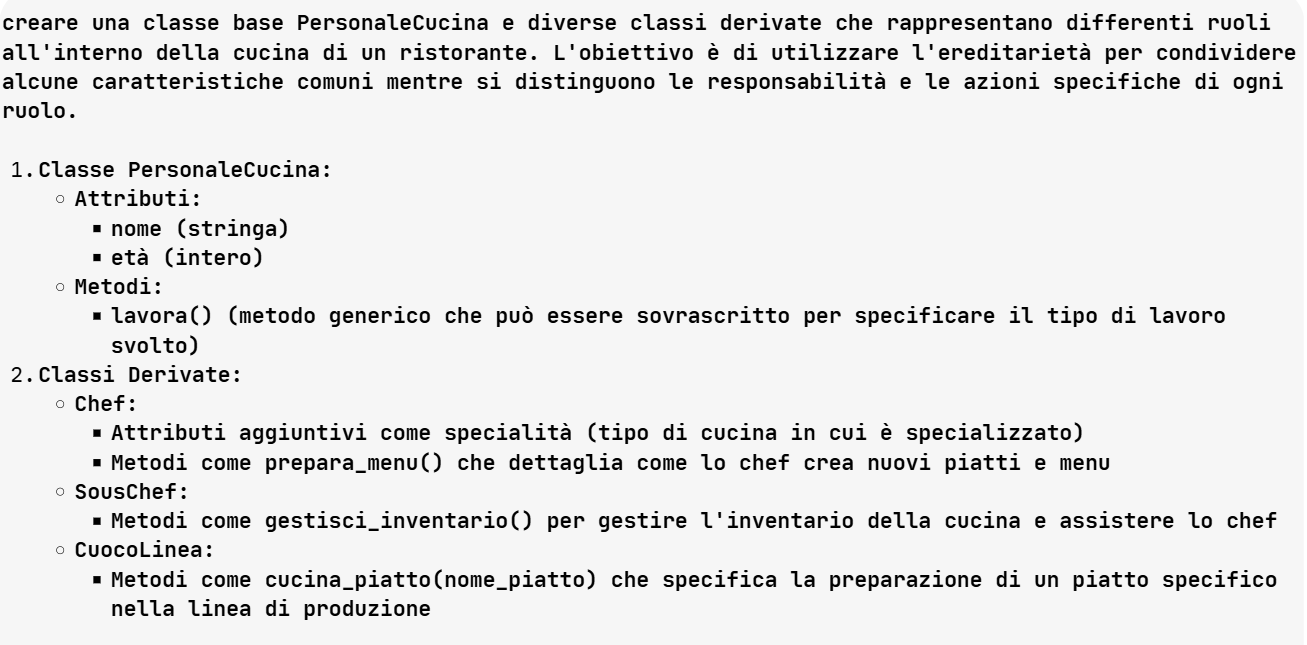 creare una classe base PersonaleCucina e diverse classi derivate che rappresentano differenti ruoli
all'interno della cucina di un ristorante. L'obiettivo è di utilizzare l'ereditarietà per condividere
alcune caratteristiche comuni mentre si distinguono le responsabilità e le azioni specifiche di ogni
ruolo.
1. Classe PersonaleCucina:
○ Attributi:
▪ nome (stringa)
▪ età (intero)
○ Metodi:
▪ lavora() (metodo generico che può essere sovrascritto per specificare il tipo di lavoro
svolto)
2. Classi Derivate:
○ Chef:
▪ Attributi aggiuntivi come specialità (tipo di cucina in cui è specializzato)
▪ Metodi come prepara_menu() che dettaglia come lo chef crea nuovi piatti e menu
○ SousChef:
▪ Metodi come gestisci_inventario() per gestire l'inventario della cucina e assistere lo chef
○ CuocoLinea:
▪ Metodi come cucina_piatto(nome_piatto) che specifica la preparazione di un piatto specifico
nella linea di produzione